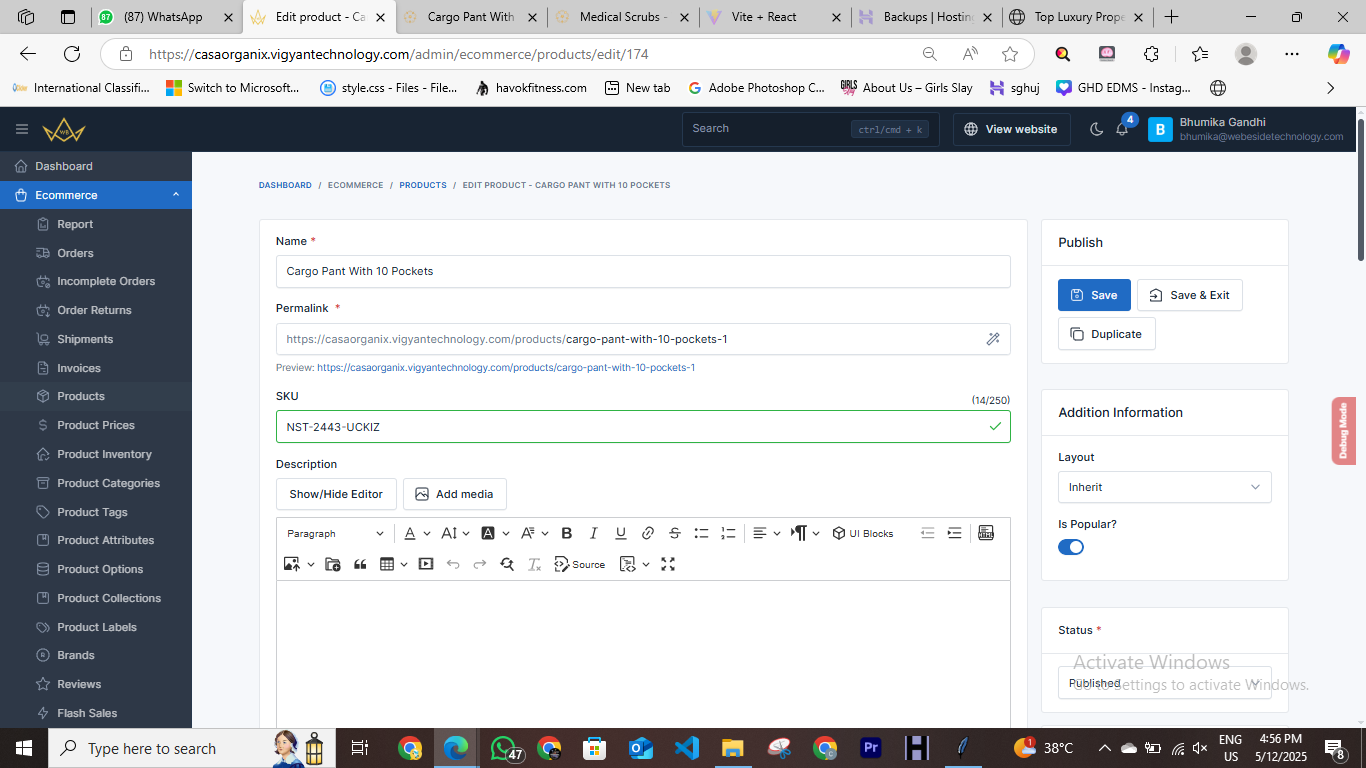 (87) WhatsApp
Edit product - Ca
Cargo Pant With
Medical Scrubs -
Vite + React
Backups | Hosting
Top Luxury Prope
https://casaorganix.vigyantechnology.com/admin/ecommerce/products/edit/174
International Classifi...
Switch to Microsoft...
style.css - Files - File...
havokfitness.com
New tab
Adobe Photoshop C...
About Us – Girls Slay
sghuj
GHD EDMS - Instag...
Search
ctrl/cmd + k
View website
4
B
Bhumika Gandhi
bhumika@webesidetechnology.com
Dashboard
Ecommerce
Report
Orders
Incomplete Orders
Order Returns
Shipments
Invoices
Products
Product Prices
Product Inventory
Product Categories
Product Tags
Product Attributes
Product Options
Product Collections
Product Labels
Brands
Reviews
Flash Sales
DASHBOARD / ECOMMERCE / PRODUCTS / EDIT PRODUCT - CARGO PANT WITH 10 POCKETS
Name *
Cargo Pant With 10 Pockets
Permalink *
https://casaorganix.vigyantechnology.com/products/cargo-pant-with-10-pockets-1
Preview: https://casaorganix.vigyantechnology.com/products/cargo-pant-with-10-pockets-1
SKU
(14/250)
NST-2443-UCKIZ
Description
Show/Hide Editor
Add media
Paragraph
UI Blocks
Source
Publish
Save
Save & Exit
Duplicate
Addition Information
Layout
Inherit
Is Popular?
Status *
Published
Debug Mode
Activate Windows
Go to Settings to activate Windows.
Type here to search
47
Pr
38°C
ENG
US
4:56 PM
5/12/2025
8